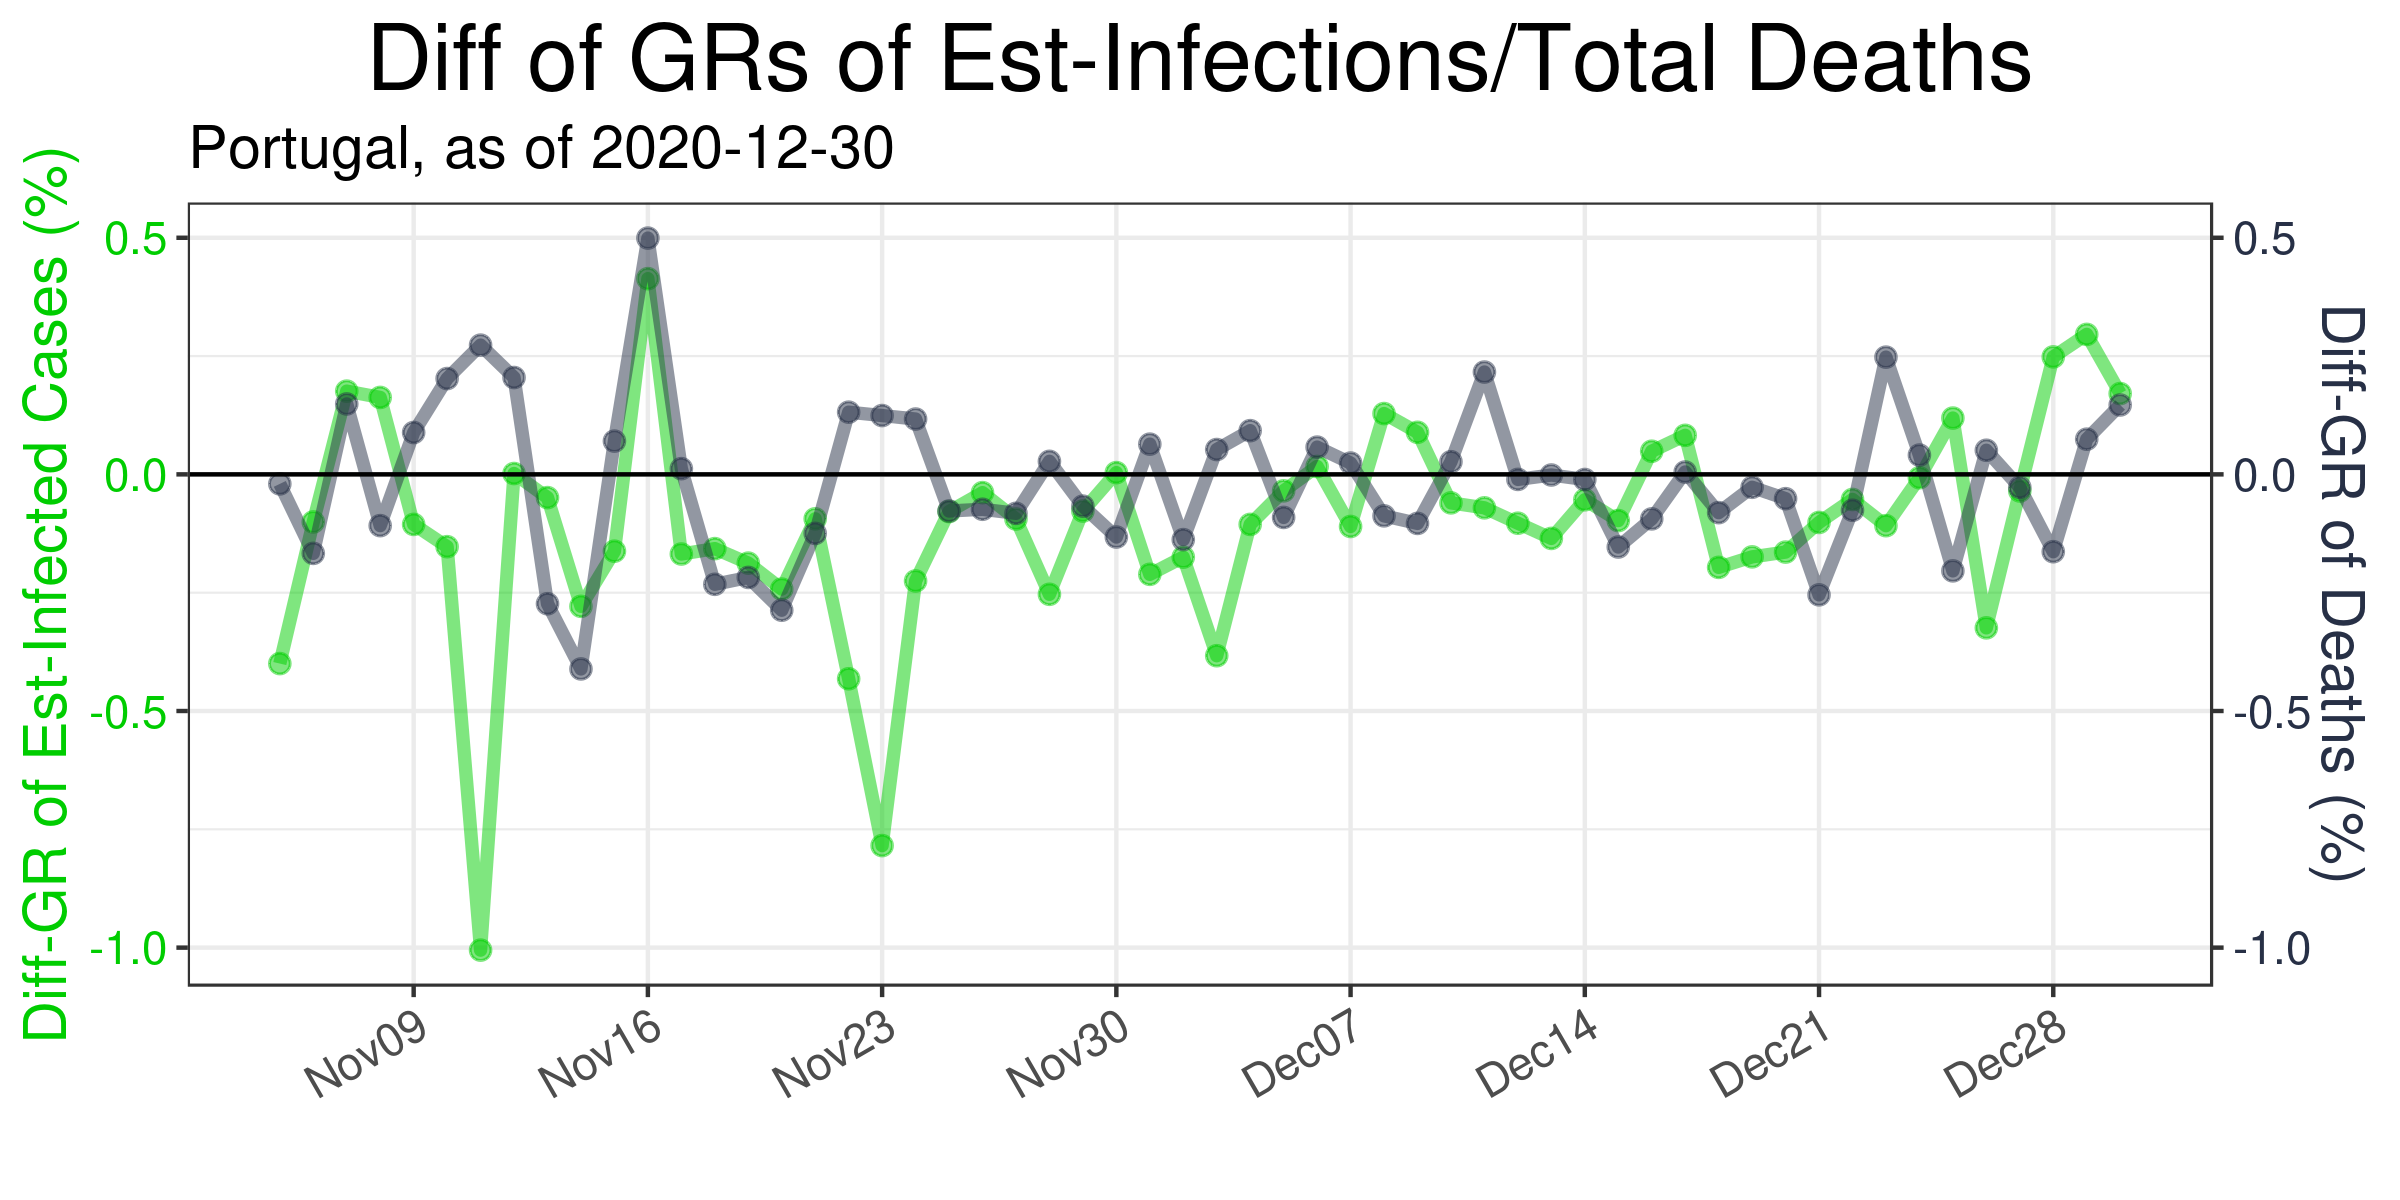 Diff of GRs of Est-Infections/Total Deaths
Portugal, as of 2020-12-30
Diff-GR of Est-Infected Cases (%)
0.5
0.0
-0.5
-1.0
0.5
0.0
-0.5
-1.0
Diff-GR of Deaths (%)
Nov09
Nov16
Nov23
Nov30
Dec07
Dec14
Dec21
Dec28